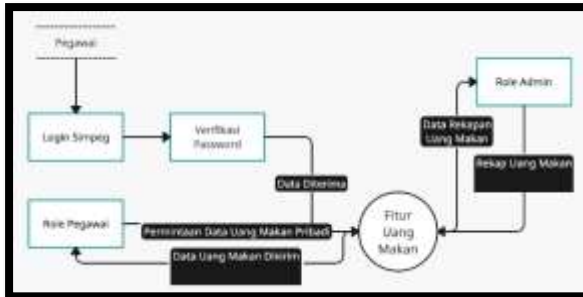 Pegawai
Login Simpeg
Verifikasi
Password
Role Admin
Data Rekapan
Uang Makan
Rekap Uang Makan
Data Diterima
Role Pegawai
Permintaan Data Uang Makan Pribadi
Fitur
Uang
Makan
Data Uang Makan Dikirim